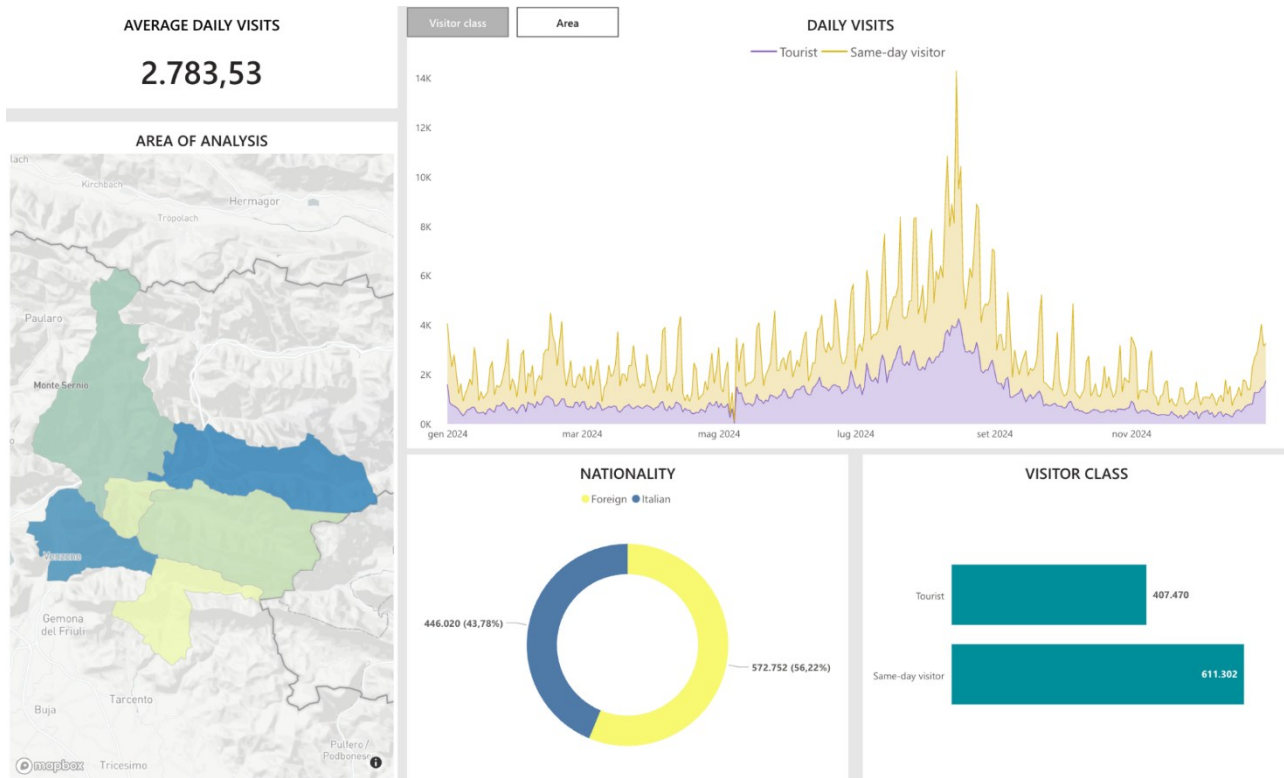 AVERAGE DAILY VISITS
2.783,53
AREA OF ANALYSIS
Kirchbach
Hermagor
Tröpolach
Paularo
Monte Sernio
Venzone
Gemona
del Friuli
Tarcento
Buja
Pulfero /
Podbonesec
Tricesimo
mapbox
Visitor class
Area
DAILY VISITS
Tourist
Same-day visitor
14K
12K
10K
8K
6K
4K
2K
0K
gen 2024
mar 2024
mag 2024
lug 2024
set 2024
nov 2024
NATIONALITY
Foreign
Italian
446.020 (43,78%)
572.752 (56,22%)
VISITOR CLASS
Tourist
407.470
Same-day visitor
611.302